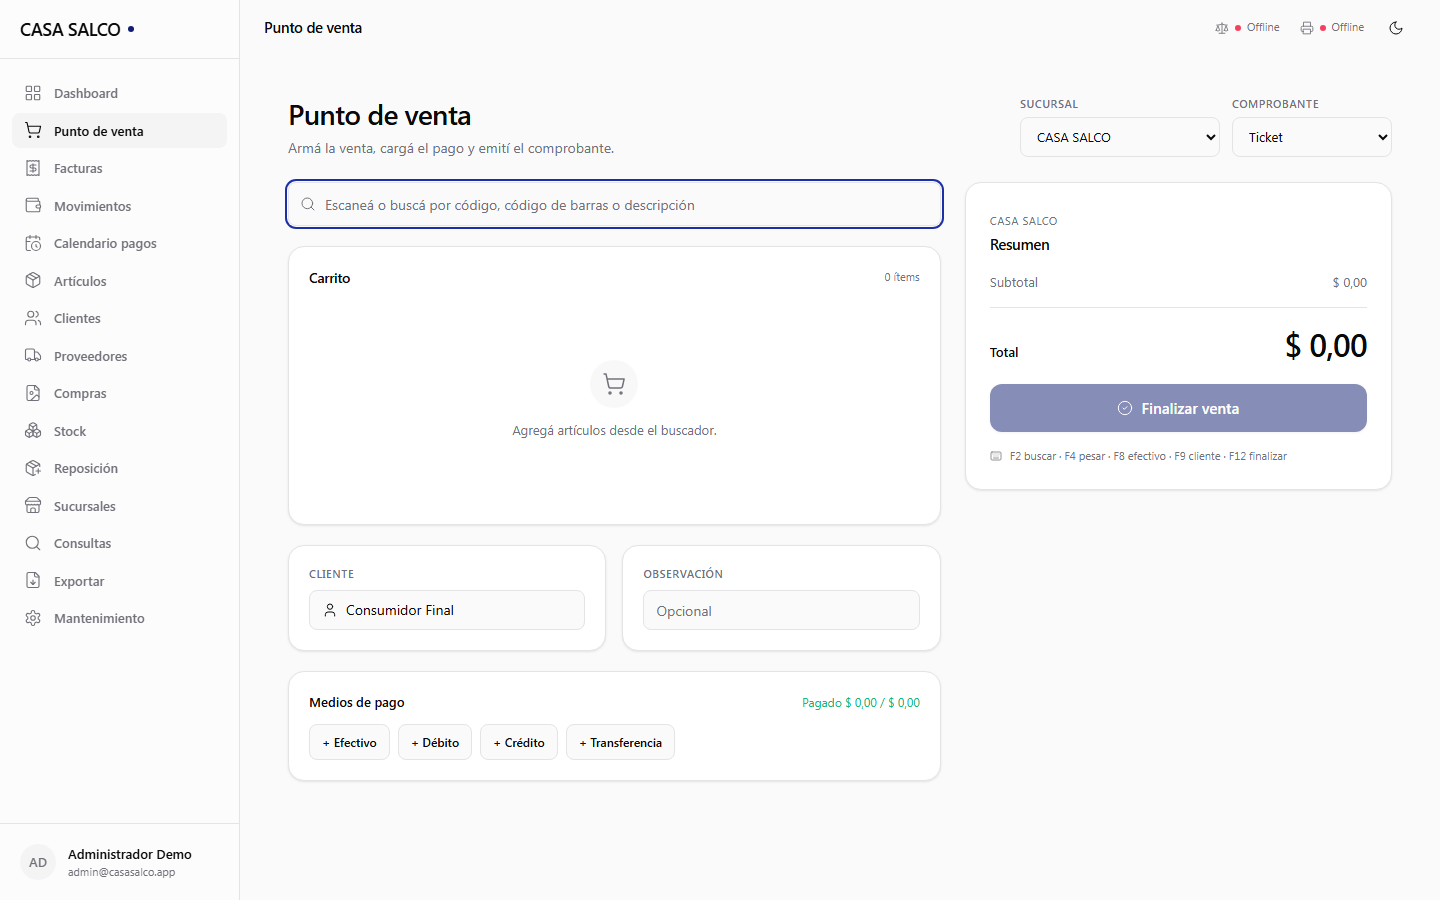 CASA SALCO
Dashboard
Punto de venta
Facturas
Movimientos
Calendario pagos
Artículos
Clientes
Proveedores
Compras
Stock
Reposición
Sucursales
Consultas
Exportar
Mantenimiento
AD
Administrador Demo
admin@casasalco.app
Punto de venta
Offline
Offline
Punto de venta
Armá la venta, cargá el pago y emití el comprobante.
SUCURSAL
CASA SALCO
COMPROBANTE
Ticket
Escaneá o buscá por código, código de barras o descripción
Carrito
0 ítems
Agregá artículos desde el buscador.
CLIENTE
Consumidor Final
OBSERVACIÓN
Opcional
Medios de pago
Pagado $ 0,00 / $ 0,00
+ Efectivo
+ Débito
+ Crédito
+ Transferencia
CASA SALCO
Resumen
Subtotal
$ 0,00
Total
$ 0,00
Finalizar venta
F2 buscar · F4 pesar · F8 efectivo · F9 cliente · F12 finalizar